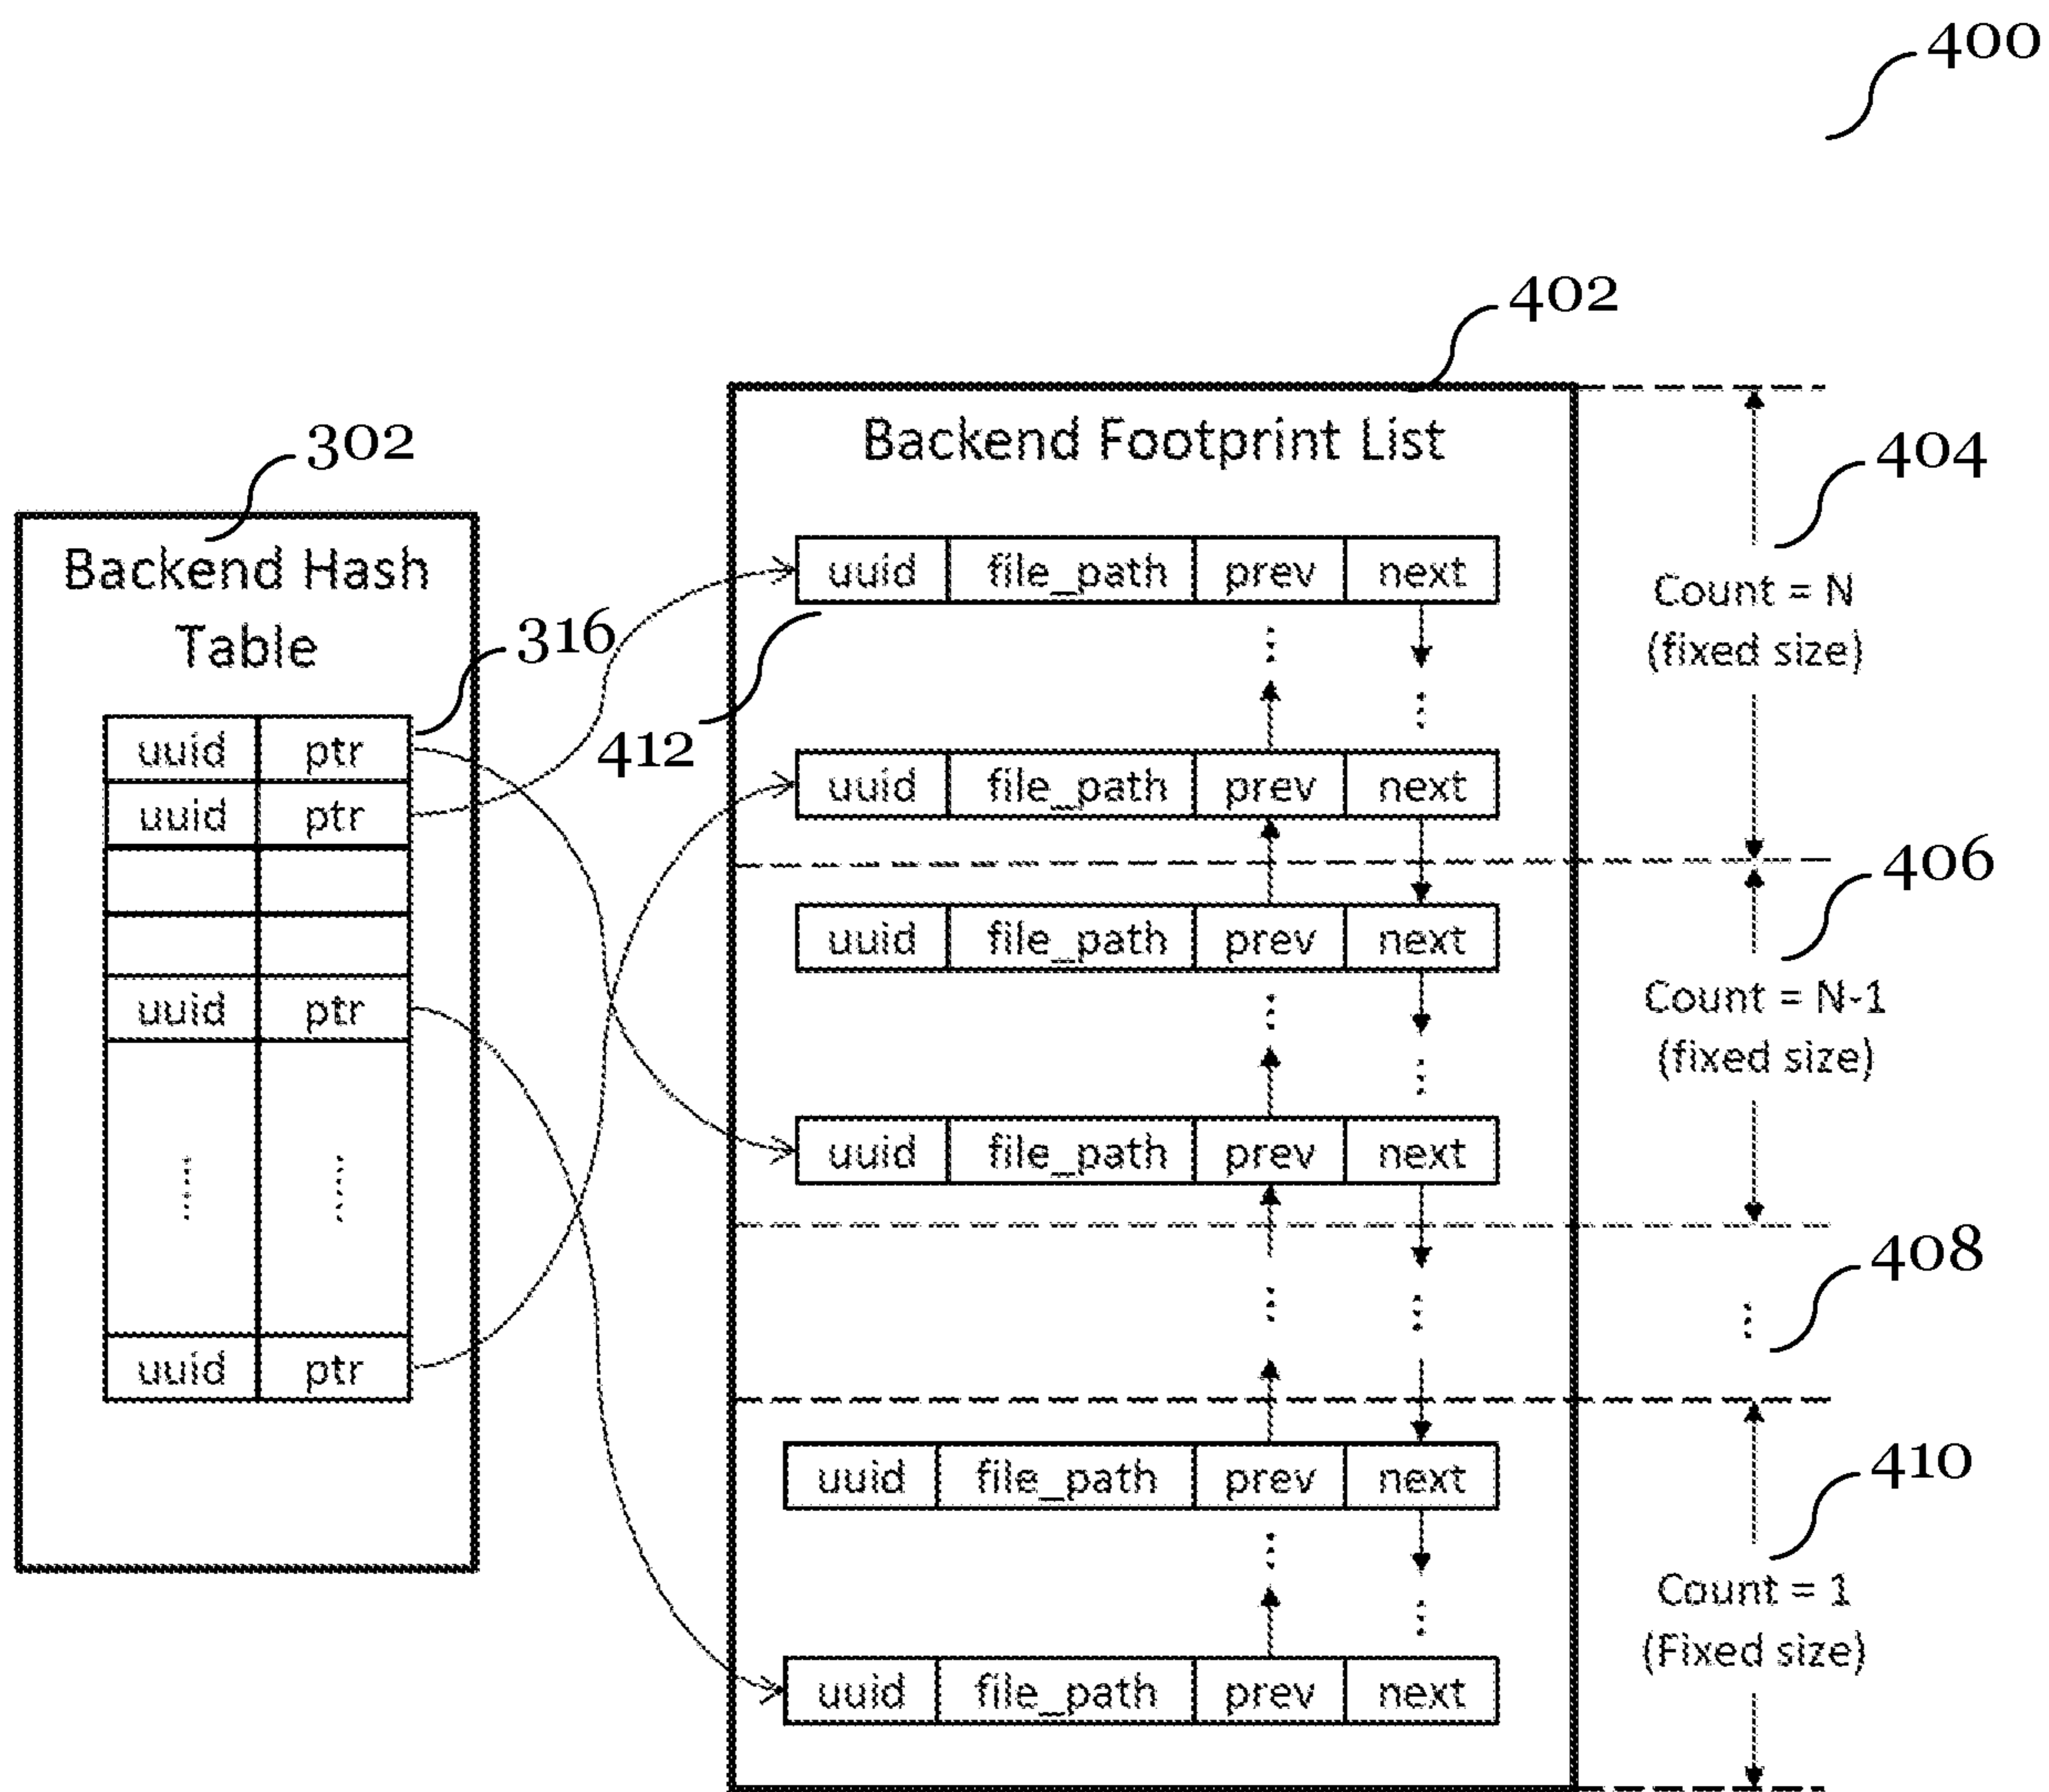 400
402
Backend Footprint List
404
302
Backend Hash
Table
uuid file_path prev next
Count = N
(fixed size)
316
412
uuid ptr
uuid file_path prev next
uuid ptr
406
uuid file_path prev next
uuid ptr
Count = N-1
(fixed size)
uuid file_path prev next
408
uuid ptr
410
uuid file_path prev next
Count = 1
(Fixed size)
uuid file_path prev next